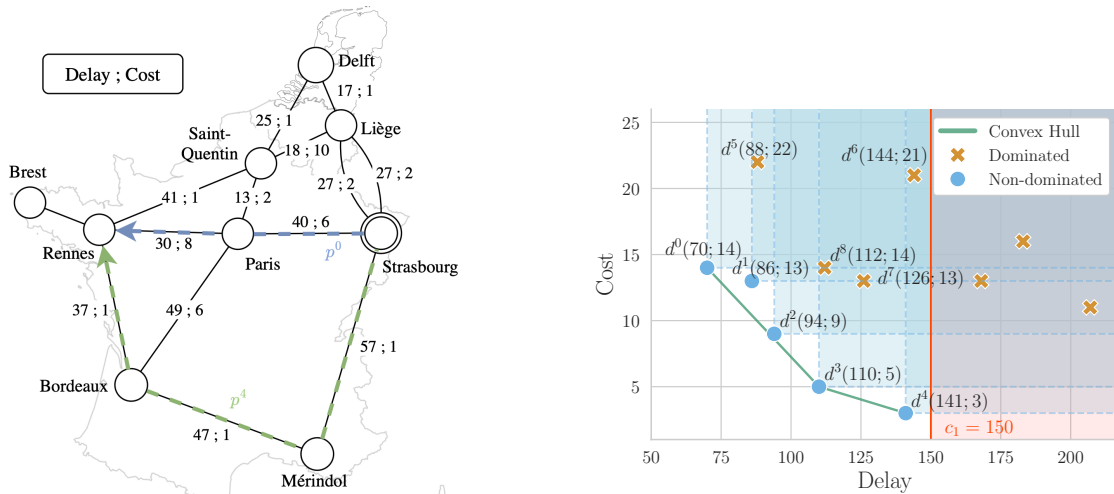 Delay ; Cost
Delft
17 ; 1
25 ; 1
Liège
Saint-
Quentin
18 ; 10
27 ; 2
27 ; 2
Brest
41 ; 1
13 ; 2
40 ; 6
30 ; 8
p⁰
Rennes
Paris
Strasbourg
37 ; 1
49 ; 6
57 ; 1
Bordeaux
p⁴
47 ; 1
Mérindol
Cost
25
20
15
10
5
Convex Hull
Dominated
Non-dominated
d⁵(88; 22)
d⁶(144; 21)
d⁰(70; 14)
d⁸(112; 14)
d¹(86; 13)
d⁷(126; 13)
d²(94; 9)
d³(110; 5)
d⁴(141; 3)
c₁ = 150
50
75
100
125
150
175
200
Delay